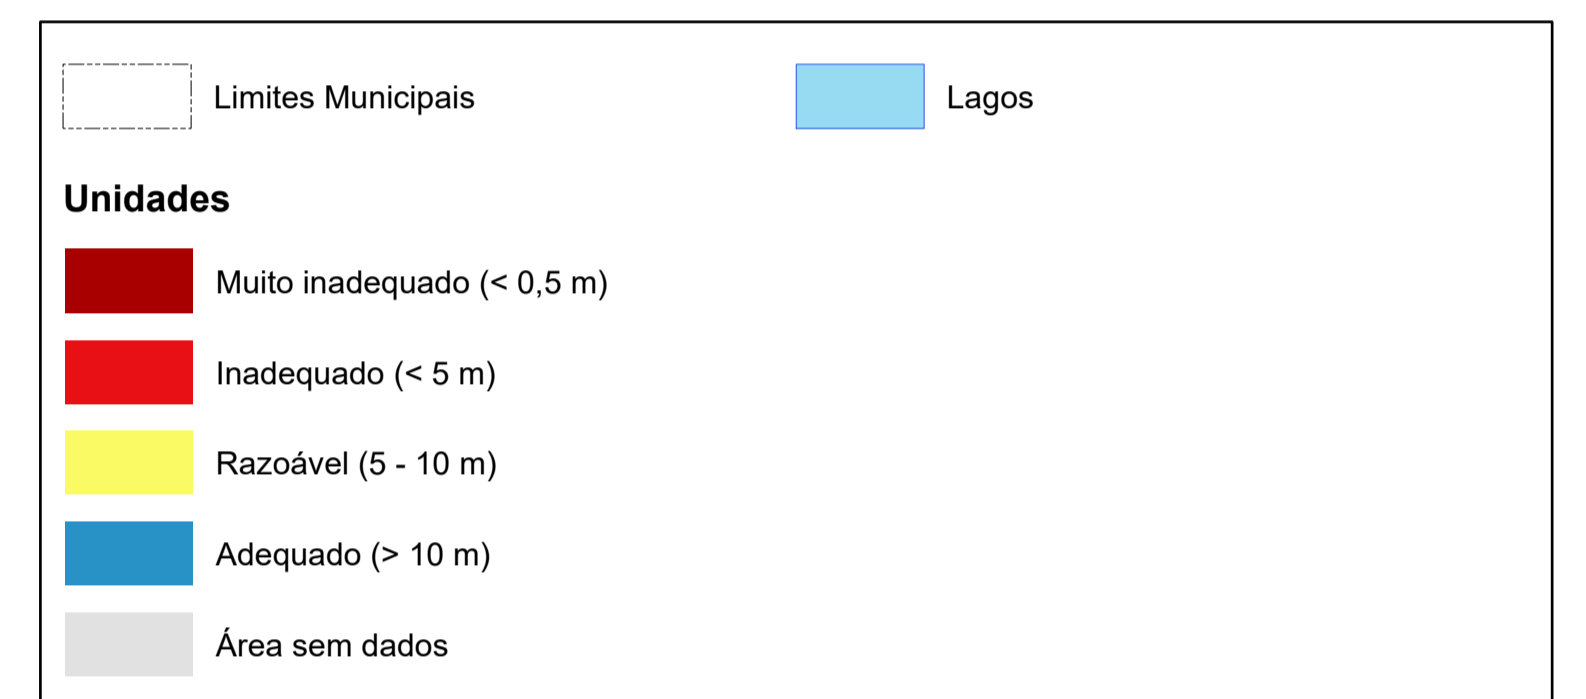 Limites Municipais
Lagos
Unidades
Muito inadequado (< 0,5 m)
Inadequado (< 5 m)
Razoável (5 - 10 m)
Adequado (> 10 m)
Área sem dados